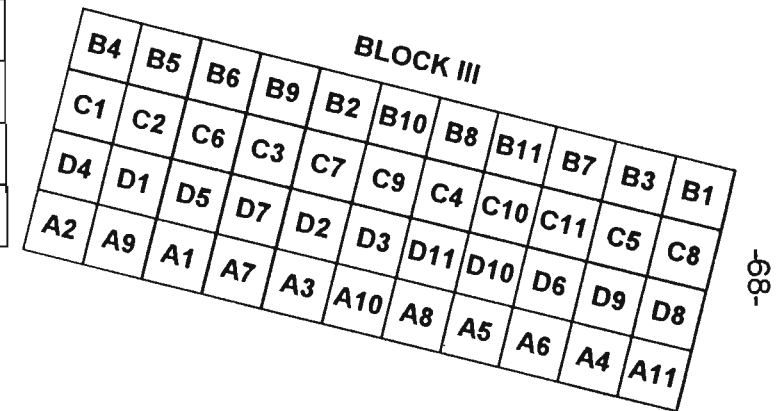 BLOCK III
B4 B5 B6 B9 B2 B10 B8 B11 B7 B3 B1
C1 C2 C6 C3 C7 C9 C4 C10 C11 C5 C8
D4 D1 D5 D7 D2 D3 D11 D10 D6 D9 D8
A2 A9 A1 A7 A3 A10 A8 A5 A6 A4 A11
-68-